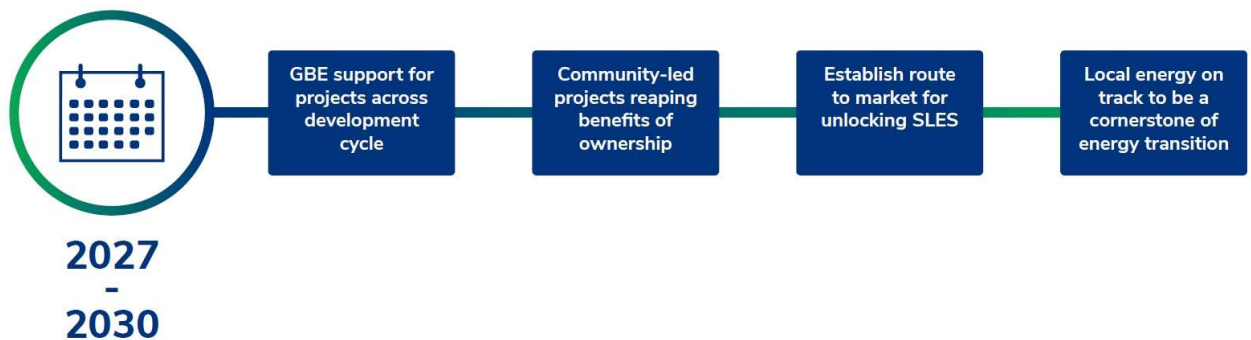 GBE support for
projects across
development
cycle
Community-led
projects reaping
benefits of
ownership
Establish route
to market for
unlocking SLES
Local energy on
track to be a
cornerstone of
energy transition
2027
-
2030